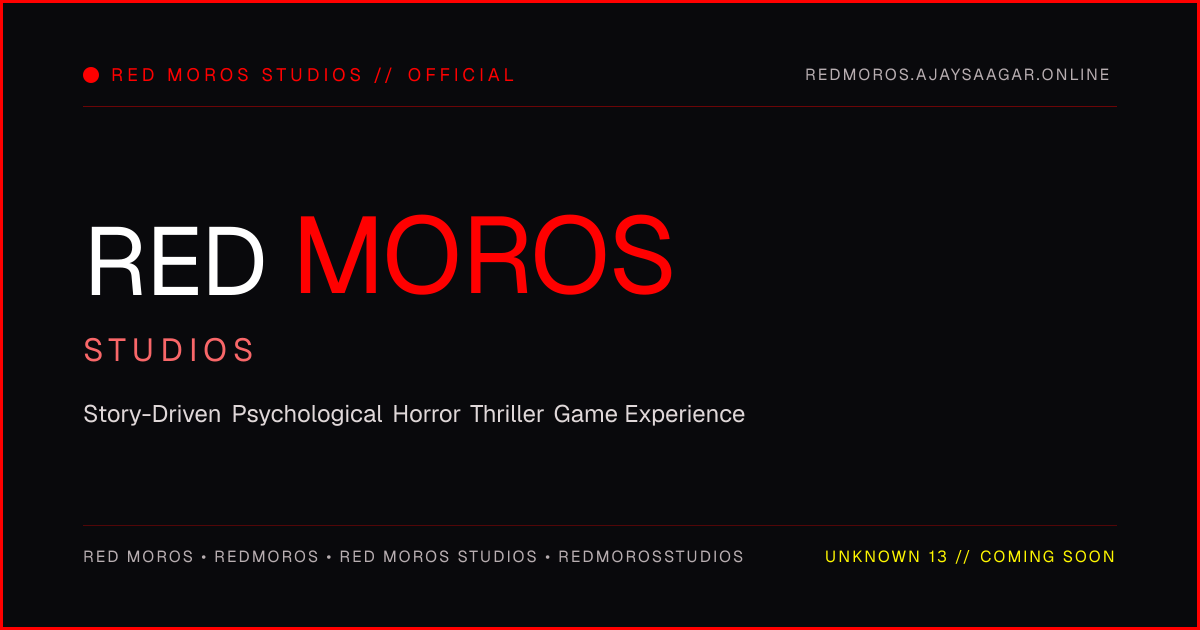 RED MOROS STUDIOS // OFFICIAL
REDMOROS.AJAYSAAGAR.ONLINE
RED MOROS
STUDIOS
Story-Driven Psychological Horror Thriller Game Experience
RED MOROS • REDMOROS • RED MOROS STUDIOS • REDMOROSSTUDIOS
UNKNOWN 13 // COMING SOON